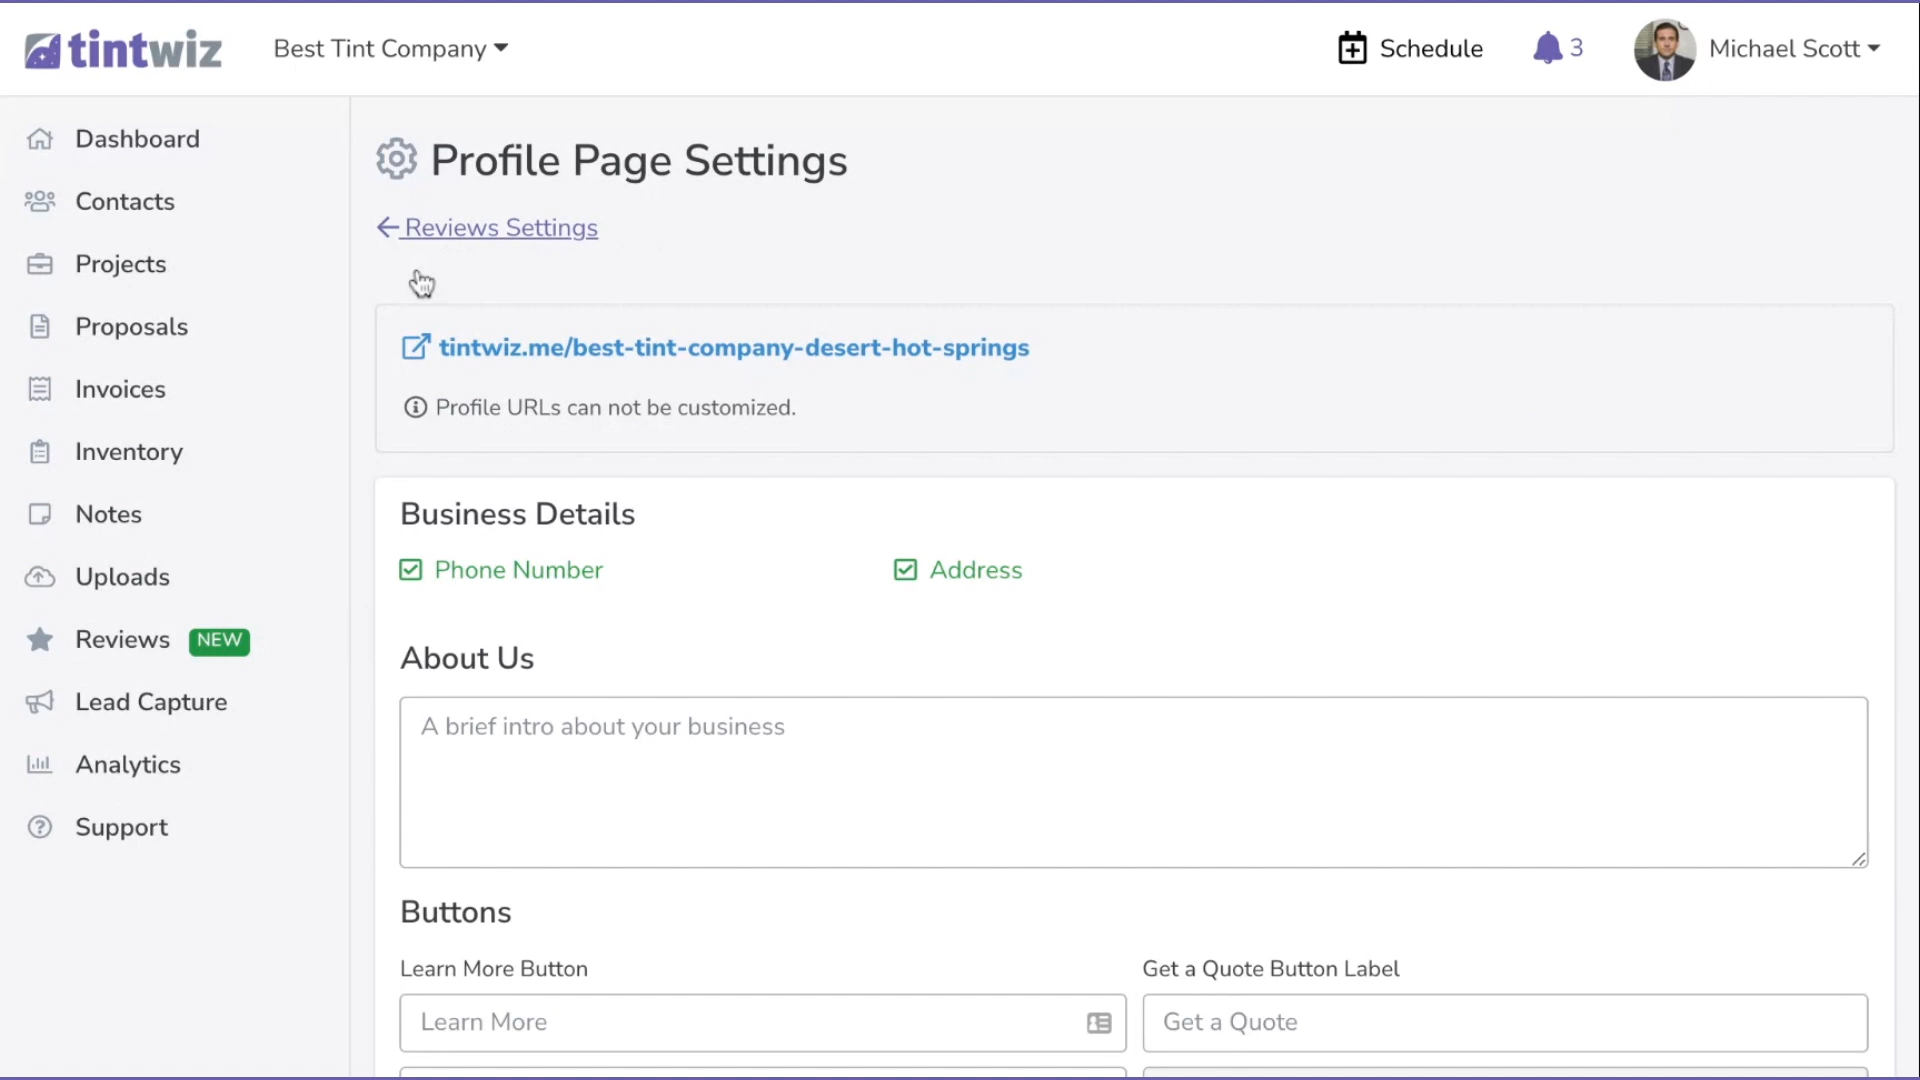 tintwiz
Best Tint Company
Schedule
3
Michael Scott
Dashboard
Contacts
Projects
Proposals
Invoices
Inventory
Notes
Uploads
Reviews NEW
Lead Capture
Analytics
Support
Profile Page Settings
Reviews Settings
tintwiz.me/best-tint-company-desert-hot-springs
Profile URLs can not be customized.
Business Details
Phone Number
Address
About Us
A brief intro about your business
Buttons
Learn More Button
Get a Quote Button Label
Learn More
Get a Quote